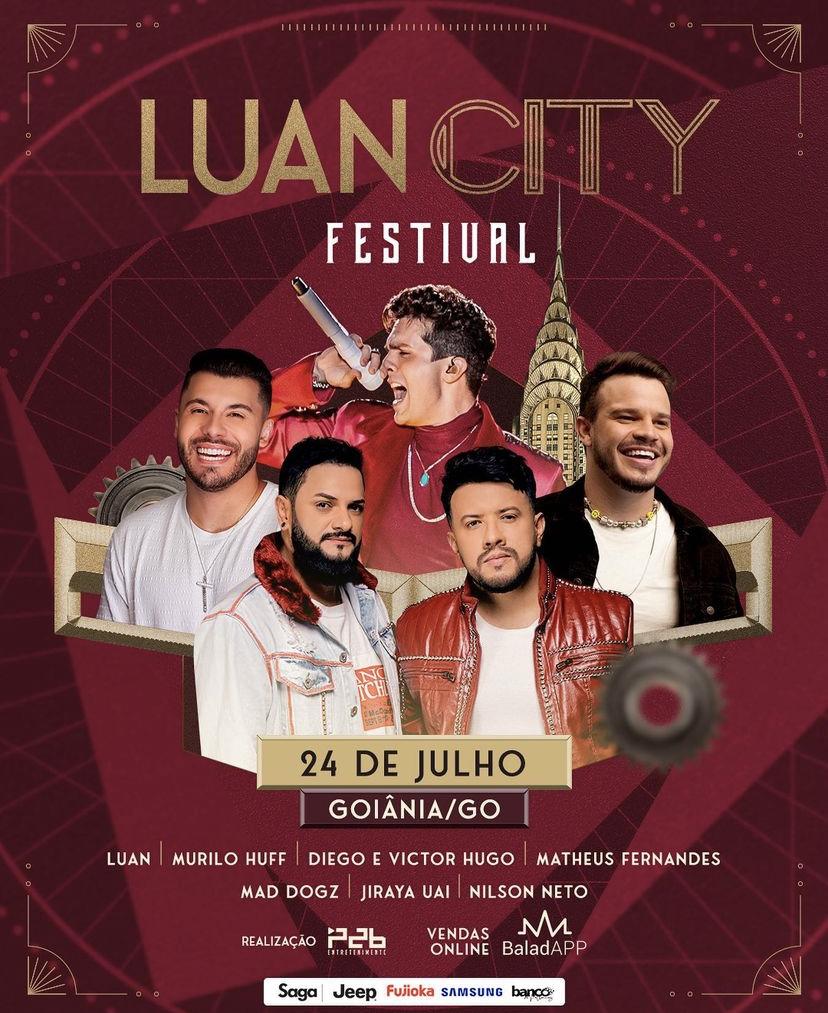 LUAN CITY
FESTIVAL
24 DE JULHO
GOIÂNIA/GO
LUAN | MURILO HUFF | DIEGO E VICTOR HUGO | MATHEUS FERNANDES
MAD DOGZ | JIRAYA UAI | NILSON NETO
REALIZAÇÃO
ENTRETENIMENTO
VENDAS
ONLINE
BaladAPP
Saga Jeep Fujioka SAMSUNG banco